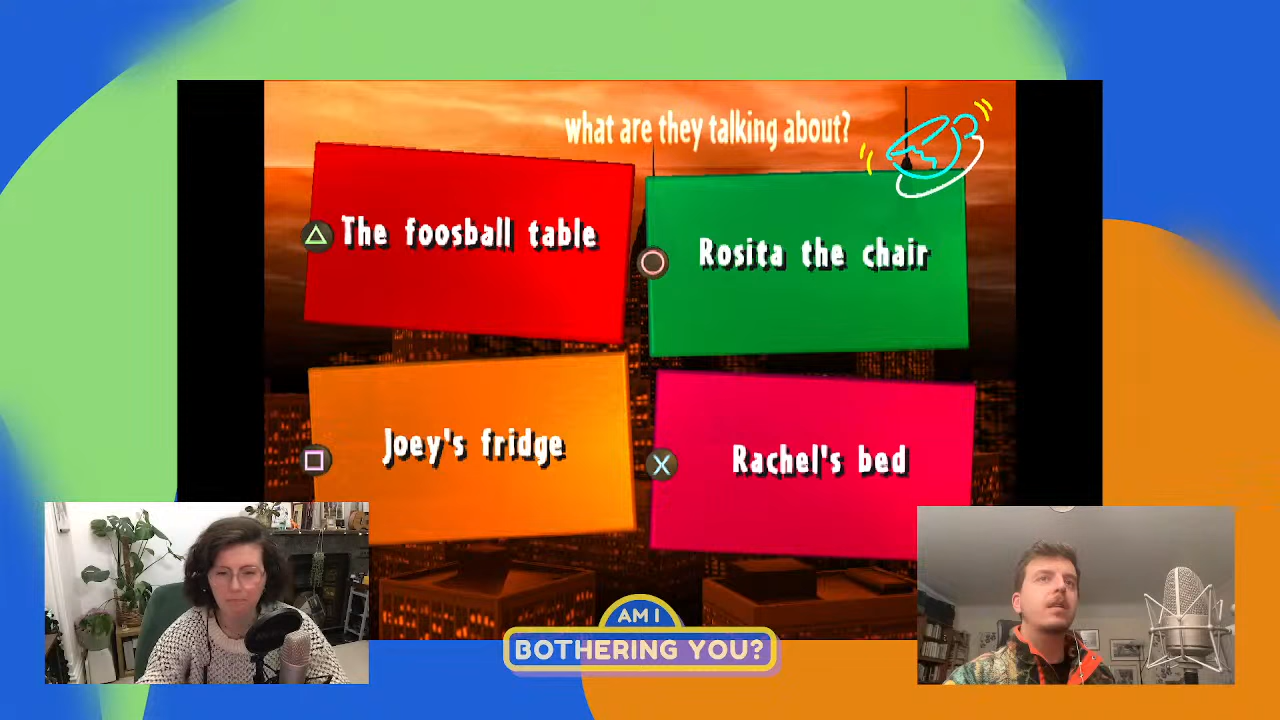 what are they talking about?
The foosball table
Rosita the chair
Joey's fridge
X
Rachel's bed
AM I
BOTHERING YOU?